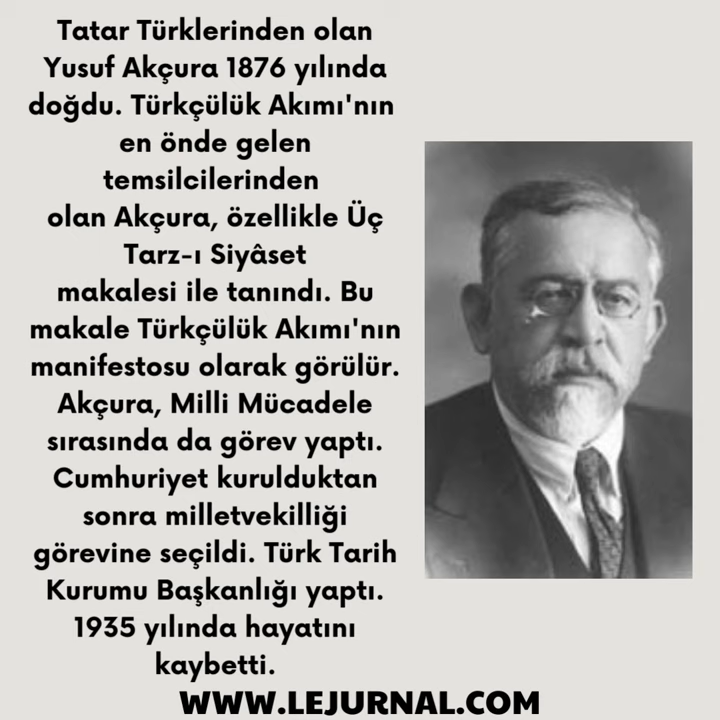 Tatar Türklerinden olan
Yusuf Akçura 1876 yılında
doğdu. Türkçülük Akımı'nın
en önde gelen
temsilcilerinden
olan Akçura, özellikle Üç
Tarz-ı Siyâset
makalesi ile tanındı. Bu
makale Türkçülük Akımı'nın
manifestosu olarak görülür.
Akçura, Milli Mücadele
sırasında da görev yaptı.
Cumhuriyet kurulduktan
sonra milletvekilliği
görevine seçildi. Türk Tarih
Kurumu Başkanlığı yaptı.
1935 yılında hayatını
kaybetti.
WWW.LEJURNAL.COM